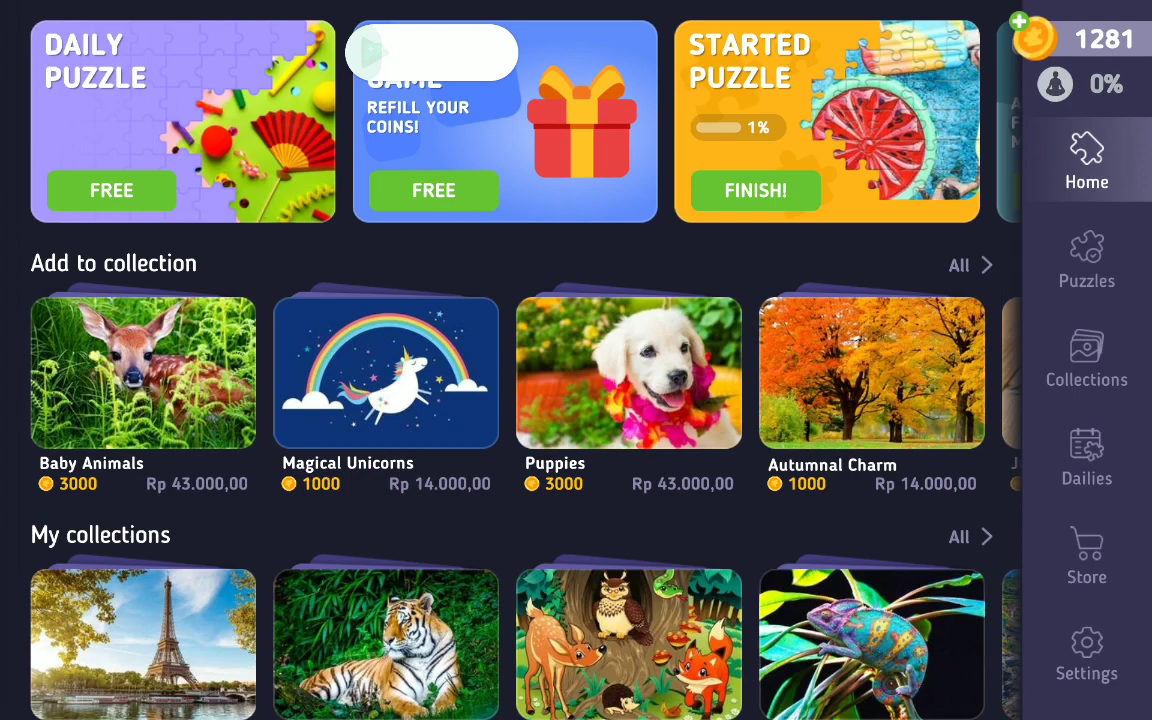 DAILY
PUZZLE
FREE
GAME
REFILL YOUR
COINS!
FREE
STARTED
PUZZLE
1%
FINISH!
1281
0%
Home
Puzzles
Collections
Dailies
Store
Settings
Add to collection
All
Baby Animals
3000 Rp 43.000,00
Magical Unicorns
1000 Rp 14.000,00
Puppies
3000 Rp 43.000,00
Autumnal Charm
1000 Rp 14.000,00
My collections
All